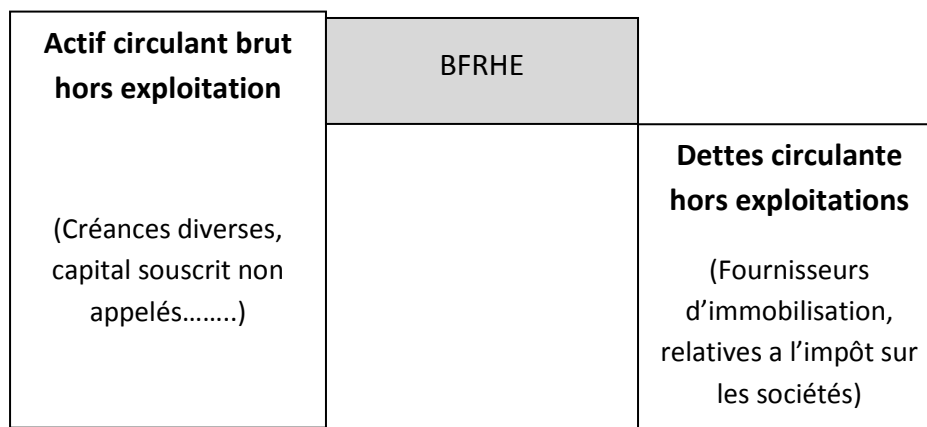 Actif circulant brut
hors exploitation
(Créances diverses,
capital souscrit non
appelés……..)
BFRHE
Dettes circulante
hors exploitations
(Fournisseurs
d’immobilisation,
relatives a l’impôt sur
les sociétés)